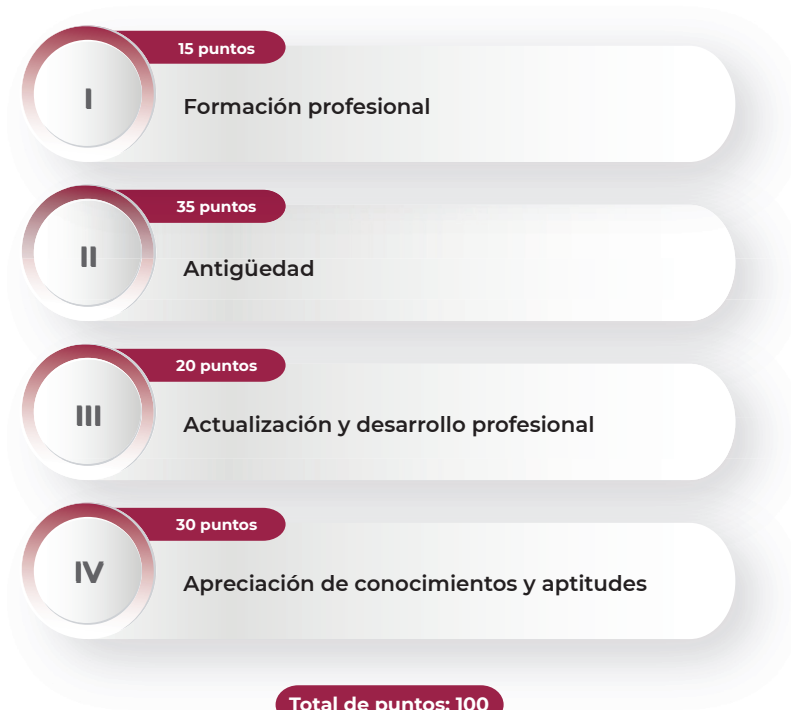 15 puntos
I
Formación profesional
35 puntos
II
Antigüedad
20 puntos
III
Actualización y desarrollo profesional
30 puntos
IV
Apreciación de conocimientos y aptitudes
Total de puntos: 100